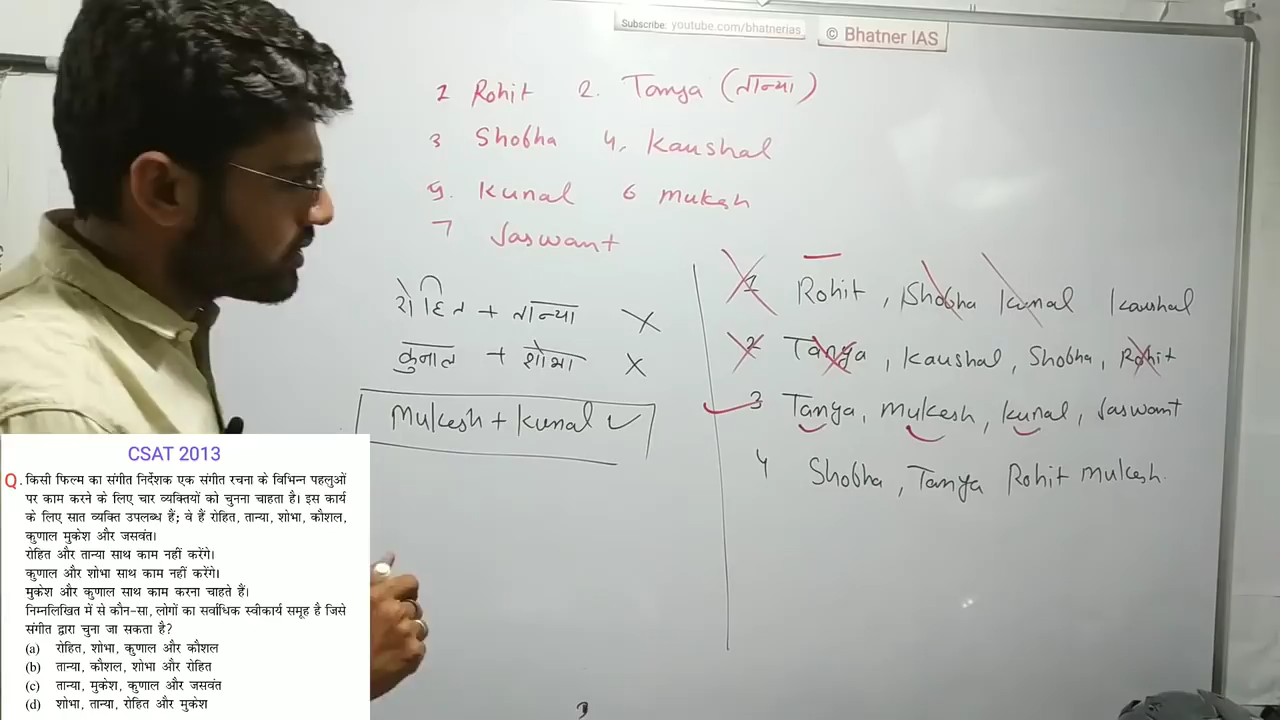 Subscribe: youtube.com/bhatnerias
© Bhatner IAS
1 Rohit 2. Tanya (तान्या)
3 Shobha 4, Kaushal
5. Kunal 6 mukesh
7 Jaswant
रोहित + तान्या ×
कुनाल + शोभा ×
Mukesh + Kunal ✓
1 Rohit, Shobha Kunal Kaushal
2 Tanya, Kaushal, Shobha, Rohit
3 Tanya, mukesh, kunal, Jaswant
4 Shobha, Tanya Rohit mukesh.
CSAT 2013
Q. किसी फिल्म का संगीत निर्देशक एक संगीत रचना के विभिन्न पहलुओं
पर काम करने के लिए चार व्यक्तियों को चुनना चाहता है। इस कार्य
के लिए सात व्यक्ति उपलब्ध हैं; वे हैं रोहित, तान्या, शोभा, कौशल,
कुणाल मुकेश और जसवंत।
रोहित और तान्या साथ काम नहीं करेंगे।
कुणाल और शोभा साथ काम नहीं करेंगे।
मुकेश और कुणाल साथ काम करना चाहते हैं।
निम्नलिखित में से कौन-सा, लोगों का सर्वाधिक स्वीकार्य समूह है जिसे
संगीत द्वारा चुना जा सकता है?
(a) रोहित, शोभा, कुणाल और कौशल
(b) तान्या, कौशल, शोभा और रोहित
(c) तान्या, मुकेश, कुणाल और जसवंत
(d) शोभा, तान्या, रोहित और मुकेश